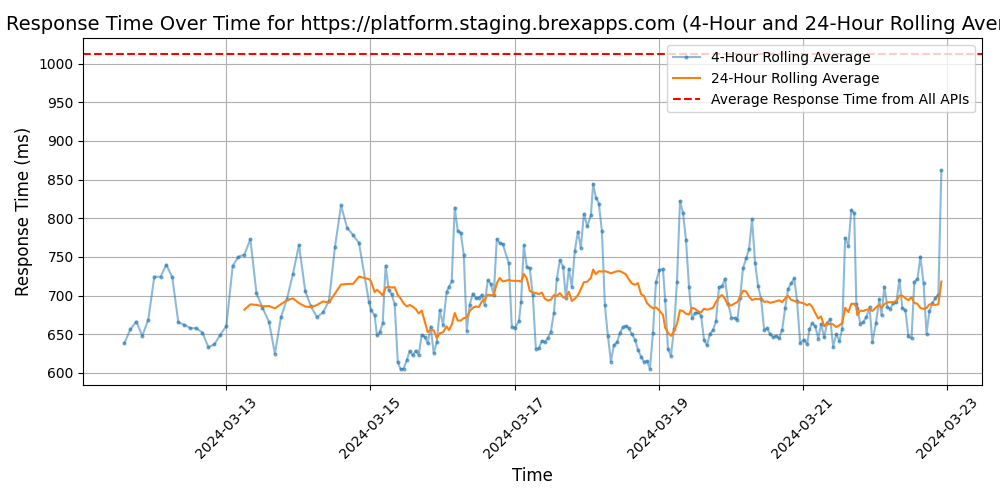 Response Time Over Time for https://platform.staging.brexapps.com (4-Hour and 24-Hour Rolling Aver
4-Hour Rolling Average
24-Hour Rolling Average
Average Response Time from All APIs
Response Time (ms)
1000
950
900
850
800
750
700
650
600
2024-03-13
2024-03-15
2024-03-17
2024-03-19
2024-03-21
2024-03-23
Time